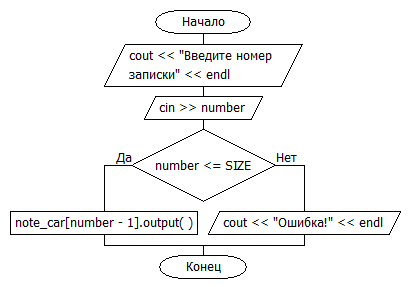 Начало
cout << "Введите номер
записки" << endl
cin >> number
Да
number <= SIZE
Нет
note_car[number - 1].output( )
cout << "Ошибка!" << endl
Конец